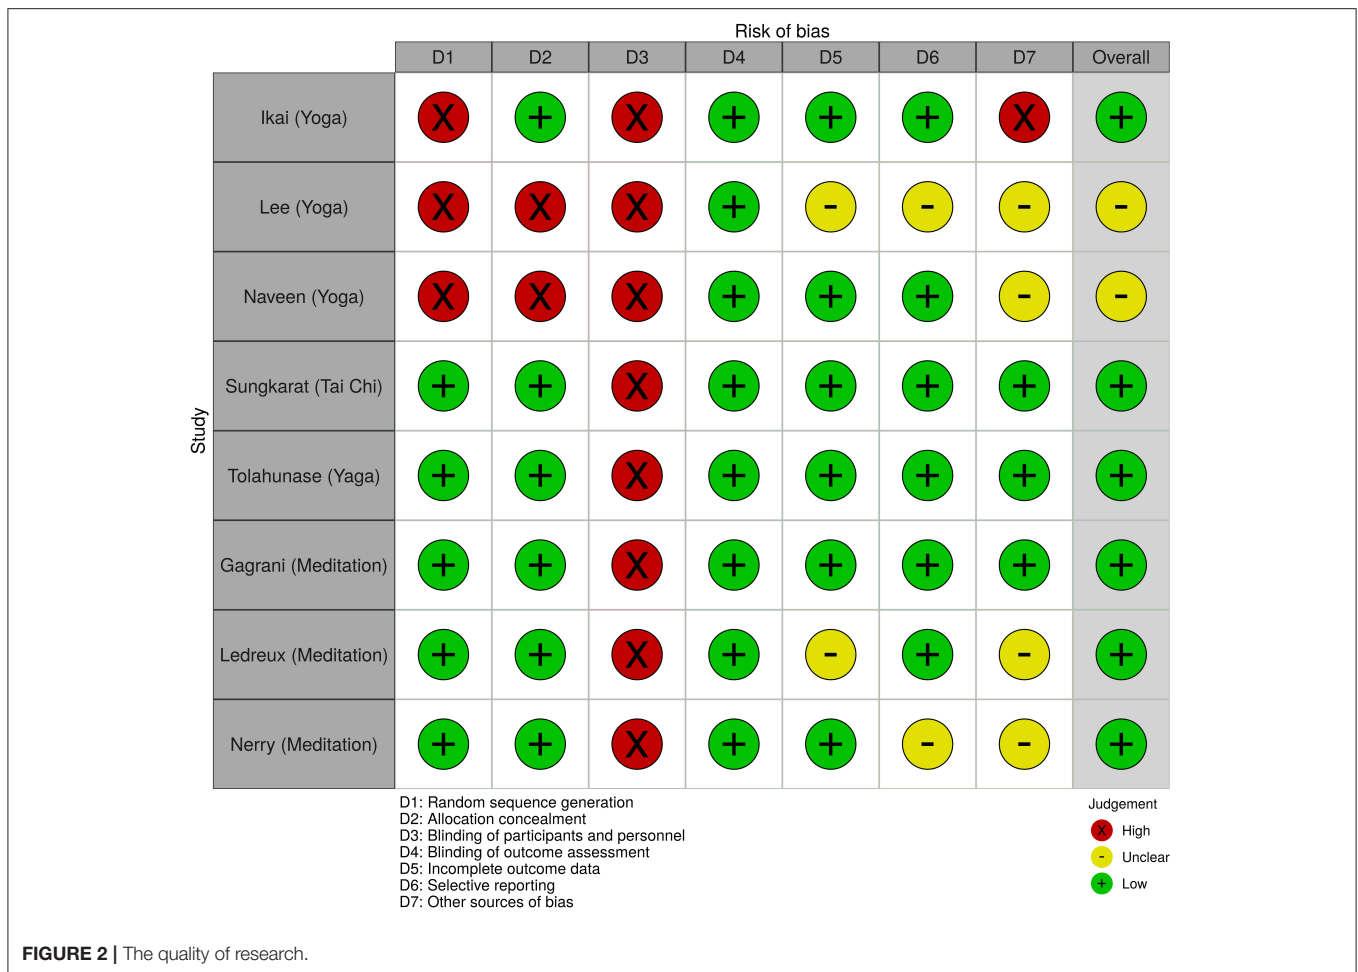 Risk of bias
D1 D2 D3 D4 D5 D6 D7 Overall
Study
Ikai (Yoga) X + X + + + X +
Lee (Yoga) X X X + - - - -
Naveen (Yoga) X X X + + + - -
Sungkarat (Tai Chi) + + X + + + + +
Tolahunase (Yaga) + + X + + + + +
Gagrani (Meditation) + + X + + + + +
Ledreux (Meditation) + + X + - + - +
Nerry (Meditation) + + X + + - - +
D1: Random sequence generation
D2: Allocation concealment
D3: Blinding of participants and personnel
D4: Blinding of outcome assessment
D5: Incomplete outcome data
D6: Selective reporting
D7: Other sources of bias
Judgement
X High
- Unclear
+ Low
FIGURE 2 | The quality of research.